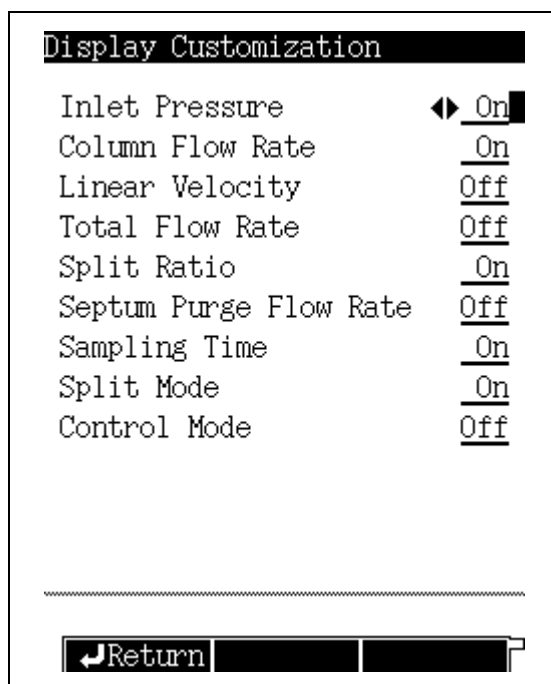 Display Customization
Inlet Pressure ◆ On
Column Flow Rate On
Linear Velocity Off
Total Flow Rate Off
Split Ratio On
Septum Purge Flow Rate Off
Sampling Time On
Split Mode On
Control Mode Off
↵Return